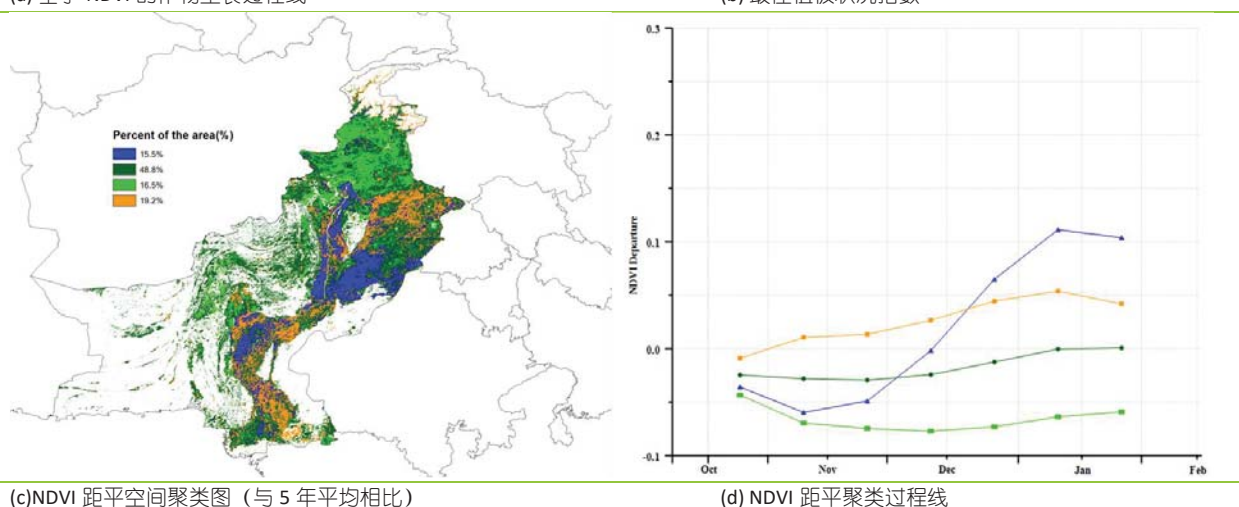 Percent of the area(%)
15.5%
48.8%
16.5%
19.2%
0.3
0.2
0.1
0.0
-0.1
NDVI Departure
Oct Nov Dec Jan Feb
(c)NDVI 距平空间聚类图（与 5 年平均相比） (d) NDVI 距平聚类过程线